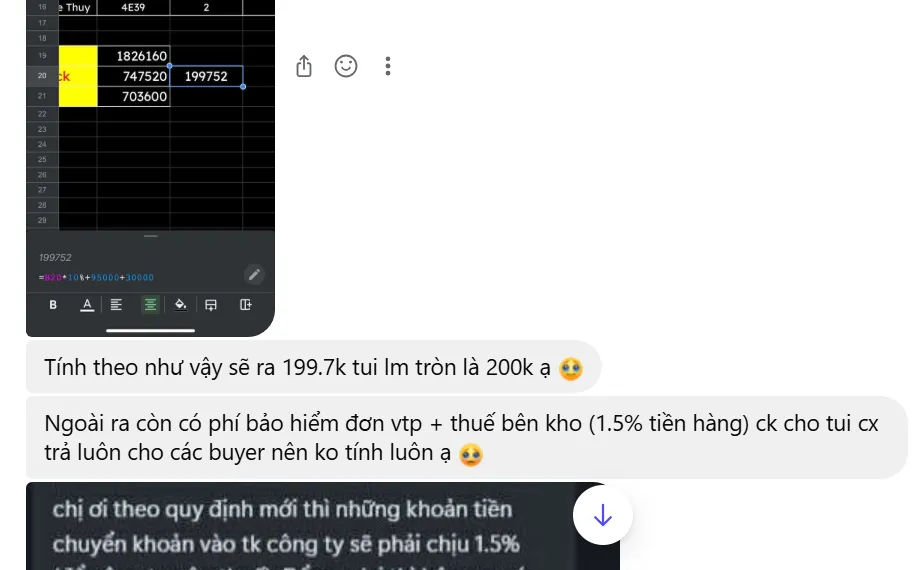 16 e Thuy 4E39 2
17
18
19 1826160
20 ck 747520 199752
21 703600
22
23
24
25
26
27
28
29
199752
=B20*10%+95000+30000
B A
Tính theo như vậy sẽ ra 199.7k tui lm tròn là 200k ạ 🥹
Ngoài ra còn có phí bảo hiểm đơn vtp + thuế bên kho (1.5% tiền hàng) ck cho tui cx
trả luôn cho các buyer nên ko tính luôn ạ 🥹
chị ơi theo quy định mới thì những khoản tiền
chuyển khoản vào tk công ty sẽ phải chịu 1.5%